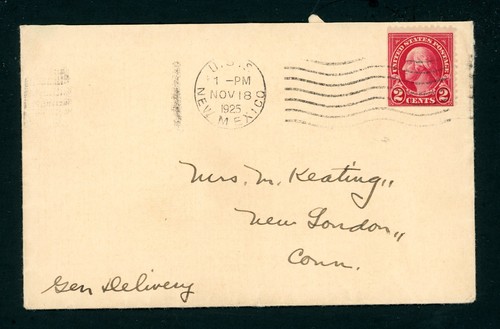 U.S.S.
1-PM
NOV 18
1925
NEW MEXICO
UNITED STATES POSTAGE
2 CENTS 2
Mrs. M. Keating,,
New London,,
Conn.
Gen Delivery